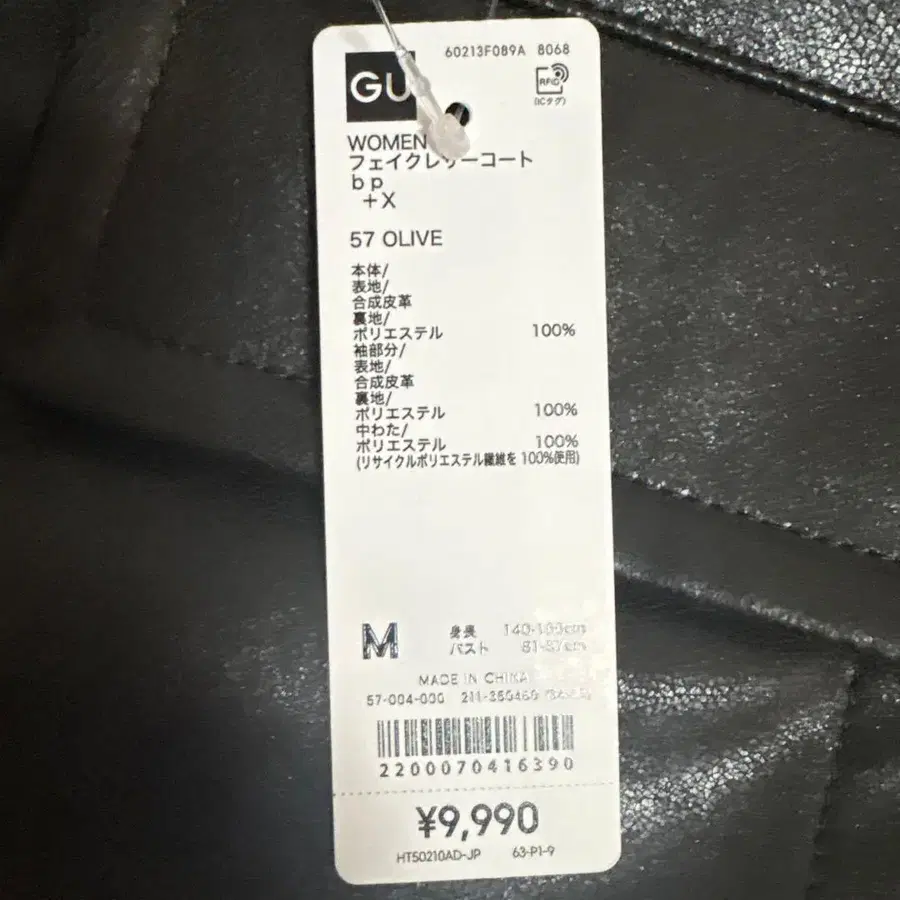 60213F089A 8068
GU
RFID
(ICタグ)
WOMEN
フェイクレザーコート
bp
+X
57 OLIVE
本体/
表地/
合成皮革
裏地/
ポリエステル 100%
袖部分/
表地/
合成皮革
裏地/
ポリエステル 100%
中わた/
ポリエステル 100%
(リサイクルポリエステル繊維を 100%使用)
M 身長
バスト 81-87cm
MADE IN CHINA
57-004-000
2200070416390
¥9,990
HT50210AD-JP 63-P1-9